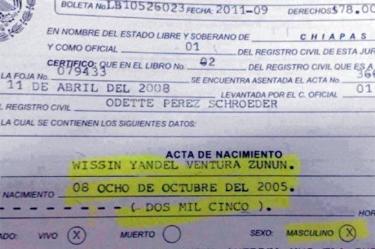 BOLETA No LB10526023 FECHA: 2011-09 DERECHOS $78.00
EN NOMBRE DEL ESTADO LIBRE Y SOBERANO DE CHIAPAS
Y COMO OFICIAL 01 DEL REGISTRO CIVIL DE ESTA JUR
CERTIFICO: QUE EN EL LIBRO No 02 DEL REGISTRO CIVIL QUE ES A
LA FOJA No. 079433 SE ENCUENTRA ASENTADA EL ACTA No
11 DE ABRIL DEL 2008 LEVANTADA POR EL C. OFICIAL 01
EL REGISTRO CIVIL ODETTE PEREZ SCHROEDER
LA CUAL SE CONTIENEN LOS SIGUIENTES DATOS:
ACTA DE NACIMIENTO
WISSIN YANDEL VENTURA ZUNUN.
NACIMIENTO 08 OCHO DE OCTUBRE DEL 2005.
( DOS MIL CINCO ) HOR
ADO: VIVO X MUERTO SEXO: MASCULINO X